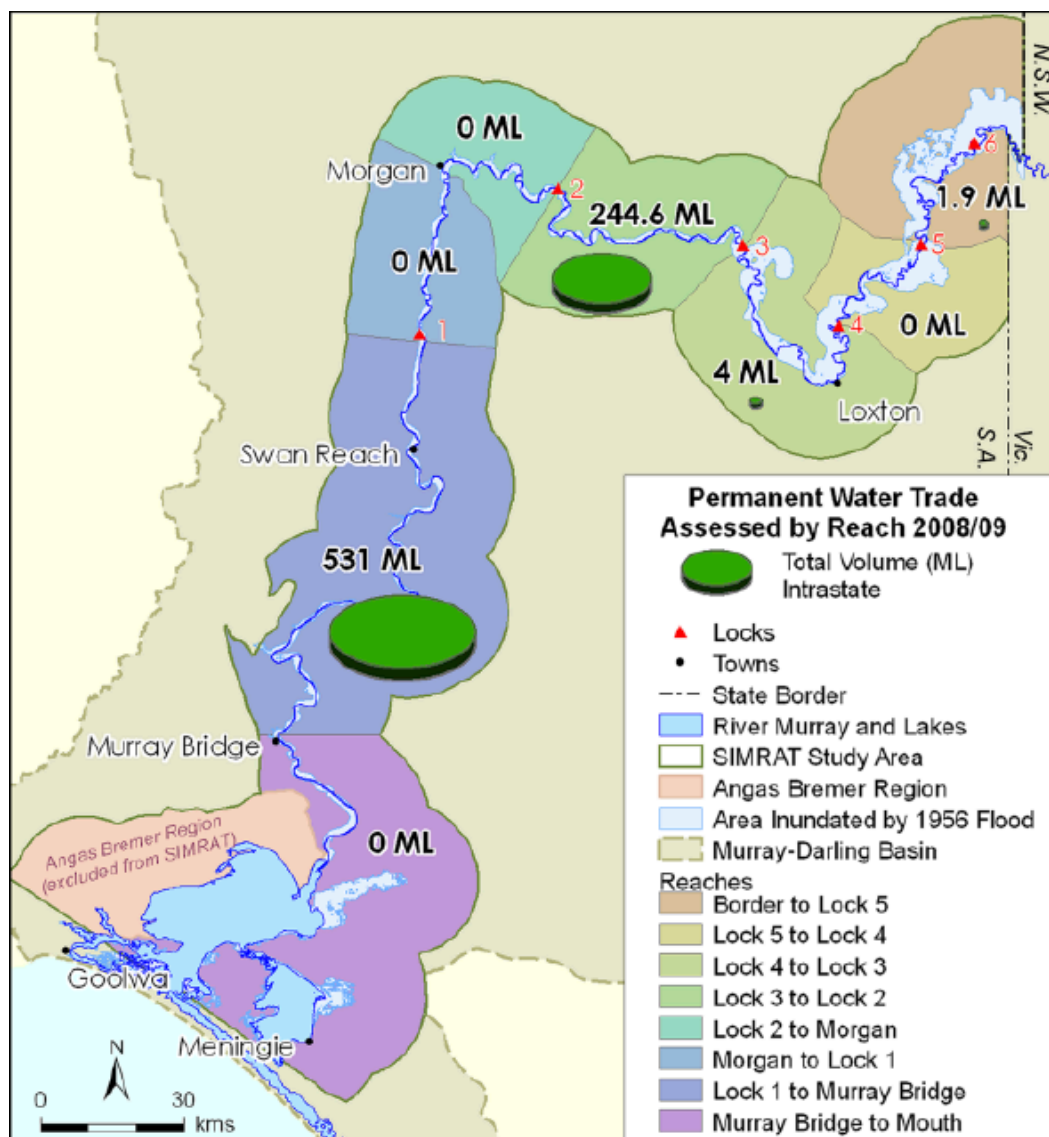 N.S.W.
0 ML
Morgan
6
2
1.9 ML
244.6 ML
3
5
0 ML
1
4
0 ML
4 ML
Loxton
Swan Reach
Vic.
S.A.
531 ML
Murray Bridge
0 ML
Angas Bremer Region
(excluded from SIMRAT)
Goolwa
Meningie
N
0 30
kms
Permanent Water Trade
Assessed by Reach 2008/09
Total Volume (ML)
Intrastate
Locks
Towns
State Border
River Murray and Lakes
SIMRAT Study Area
Angas Bremer Region
Area Inundated by 1956 Flood
Murray-Darling Basin
Reaches
Border to Lock 5
Lock 5 to Lock 4
Lock 4 to Lock 3
Lock 3 to Lock 2
Lock 2 to Morgan
Morgan to Lock 1
Lock 1 to Murray Bridge
Murray Bridge to Mouth